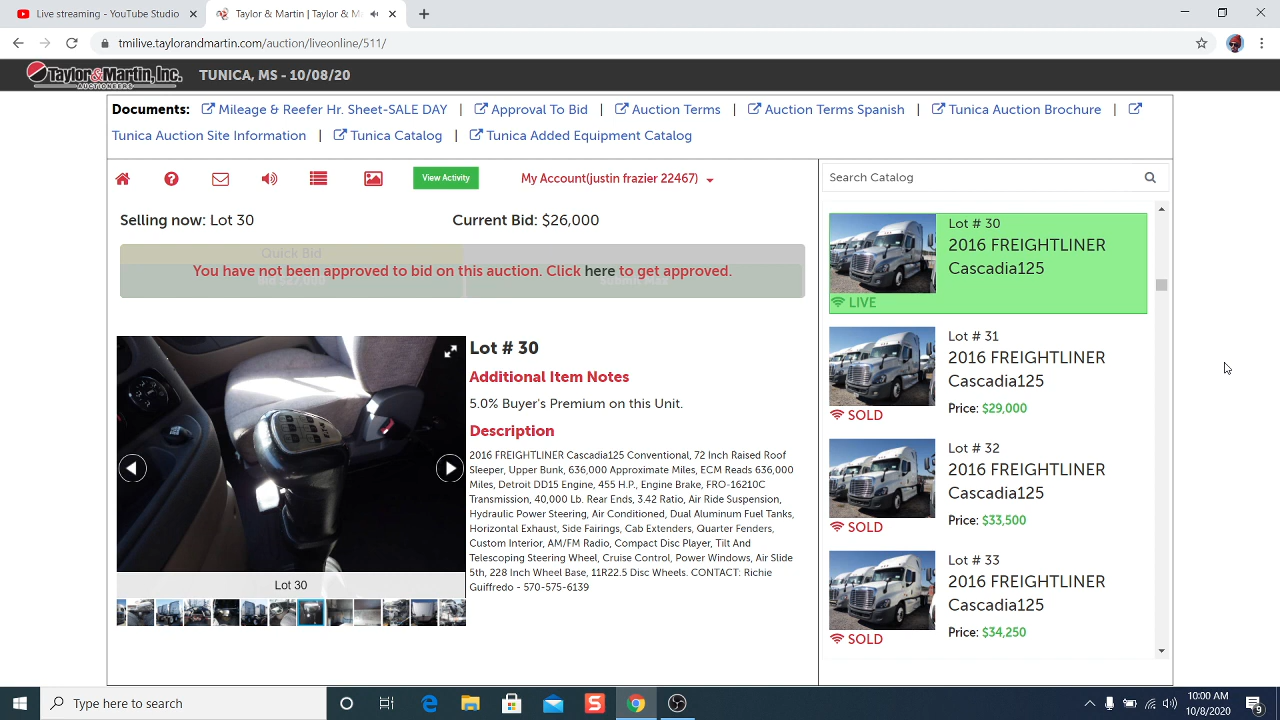 Live streaming - YouTube Studio
Taylor & Martin | Taylor & M
tmilive.taylorandmartin.com/auction/liveonline/511/
Taylor&Martin, Inc. TUNICA, MS - 10/08/20
AUCTIONEERS
Documents: Mileage & Reefer Hr. Sheet-SALE DAY | Approval To Bid | Auction Terms | Auction Terms Spanish | Tunica Auction Brochure |
Tunica Auction Site Information | Tunica Catalog | Tunica Added Equipment Catalog
View Activity
My Account(justin frazier 22467)
Selling now: Lot 30
Current Bid: $26,000
Quick Bid
You have not been approved to bid on this auction. Click here to get approved.
Bid $27,000
Submit Max
Lot 30
Lot # 30
Additional Item Notes
5.0% Buyer's Premium on this Unit.
Description
2016 FREIGHTLINER Cascadia125 Conventional, 72 Inch Raised Roof
Sleeper, Upper Bunk, 636,000 Approximate Miles, ECM Reads 636,000
Miles, Detroit DD15 Engine, 455 H.P., Engine Brake, FRO-16210C
Transmission, 40,000 Lb. Rear Ends, 3.42 Ratio, Air Ride Suspension,
Hydraulic Power Steering, Air Conditioned, Dual Aluminum Fuel Tanks,
Horizontal Exhaust, Side Fairings, Cab Extenders, Quarter Fenders,
Custom Interior, AM/FM Radio, Compact Disc Player, Tilt And
Telescoping Steering Wheel, Cruise Control, Power Windows, Air Slide
5th, 228 Inch Wheel Base, 11R22.5 Disc Wheels. CONTACT: Richie
Guiffredo - 570-575-6139
Search Catalog
Lot # 30
2016 FREIGHTLINER
Cascadia125
LIVE
Lot # 31
2016 FREIGHTLINER
Cascadia125
Price: $29,000
SOLD
Lot # 32
2016 FREIGHTLINER
Cascadia125
Price: $33,500
SOLD
Lot # 33
2016 FREIGHTLINER
Cascadia125
Price: $34,250
SOLD
Type here to search
10:00 AM
10/8/2020
9